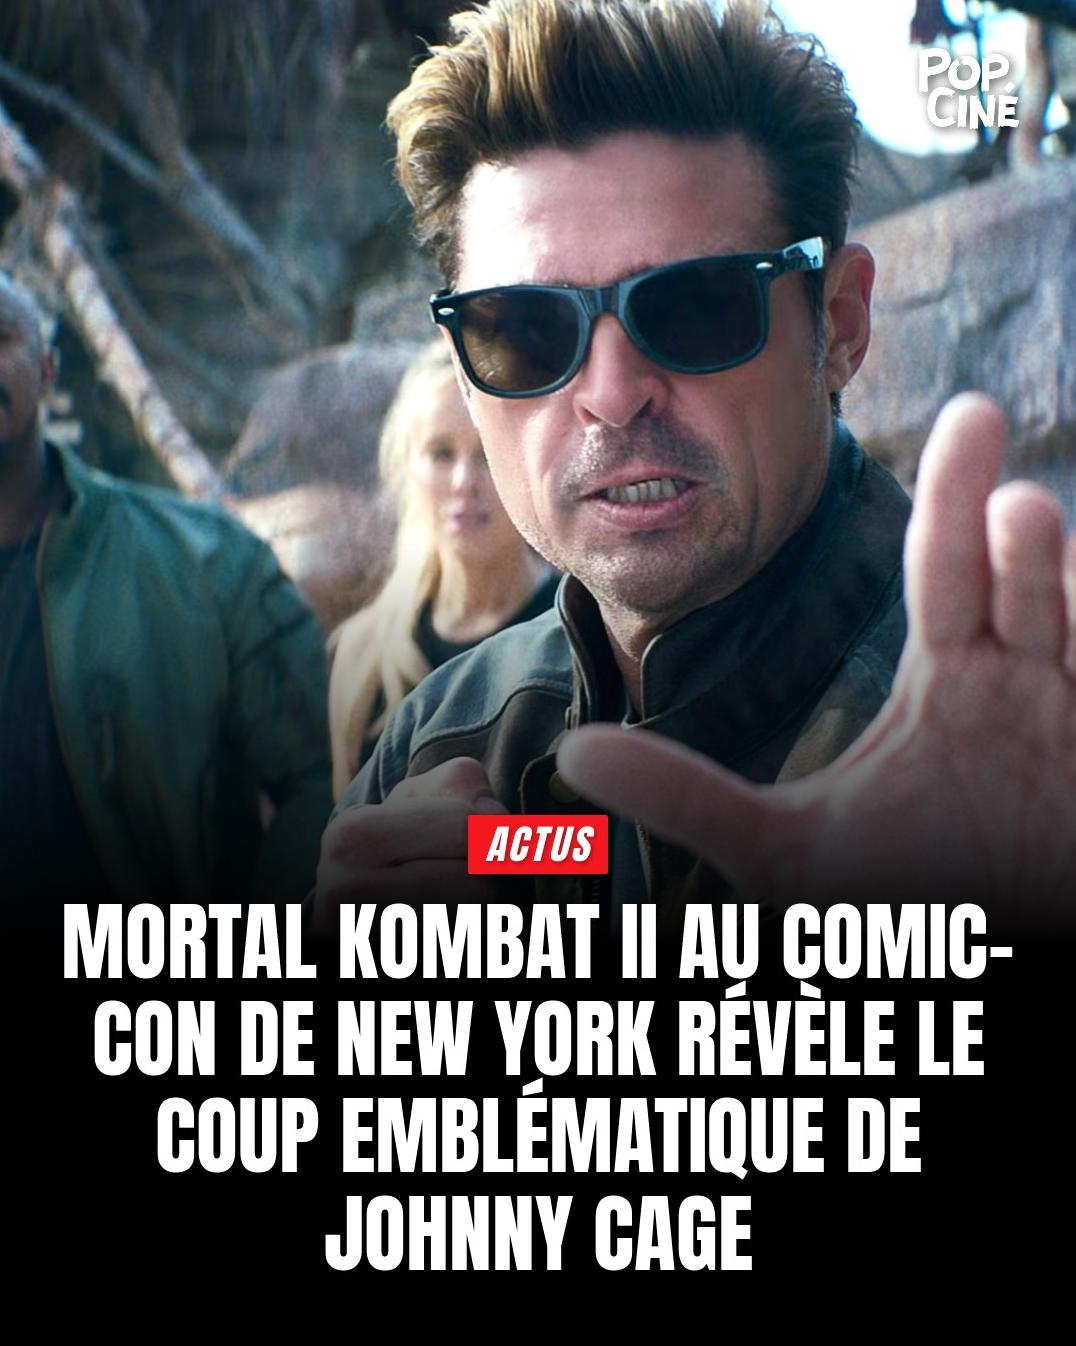 POP.
CINÉ
ACTUS
MORTAL KOMBAT II AU COMIC-
CON DE NEW YORK RÉVÈLE LE
COUP EMBLÉMATIQUE DE
JOHNNY CAGE